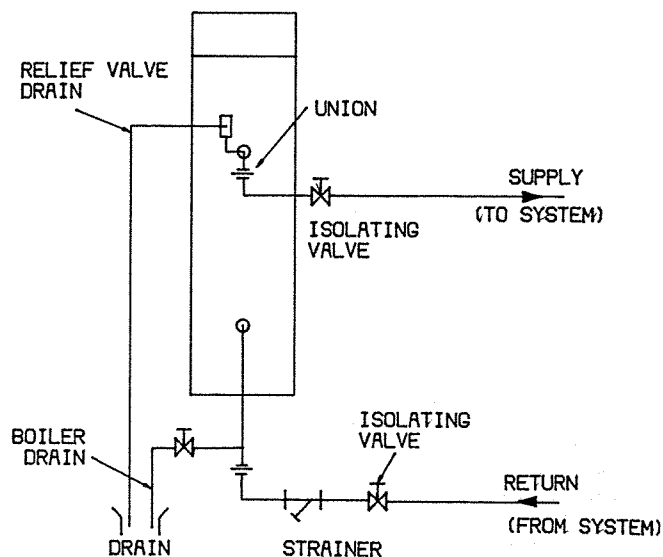 RELIEF VALVE
DRAIN
UNION
SUPPLY
(TO SYSTEM)
ISOLATING
VALVE
ISOLATING
VALVE
BOILER
DRAIN
RETURN
(FROM SYSTEM)
DRAIN
STRAINER